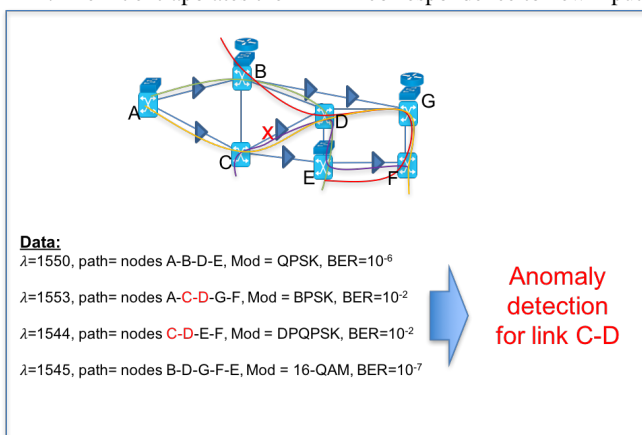 B
G
A
X
D
C
E
F
Data:
λ=1550, path= nodes A-B-D-E, Mod = QPSK, BER=10-6
λ=1553, path= nodes A-C-D-G-F, Mod = BPSK, BER=10-2
λ=1544, path= nodes C-D-E-F, Mod = DPQPSK, BER=10-2
λ=1545, path= nodes B-D-G-F-E, Mod = 16-QAM, BER=10-7
Anomaly
detection
for link C-D